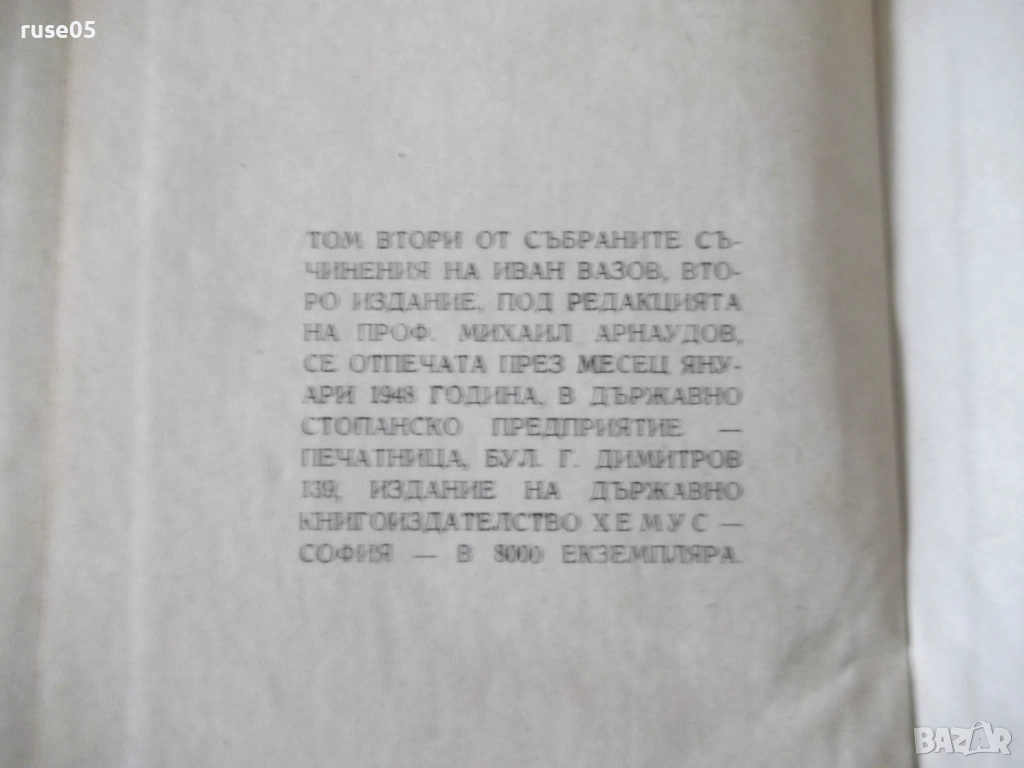 ruse05
ТОМ ВТОРИ ОТ СЪБРАНИТЕ СЪ-
ЧИНЕНИЯ НА ИВАН ВАЗОВ, ВТО-
РО ИЗДАНИЕ, ПОД РЕДАКЦИЯТА
НА ПРОФ. МИХАИЛ АРНАУДОВ,
СЕ ОТПЕЧАТА ПРЕЗ МЕСЕЦ ЯНУ-
АРИ 1948 ГОДИНА, В ДЪРЖАВНО
СТОПАНСКО ПРЕДПРИЯТИЕ —
ПЕЧАТНИЦА, БУЛ. Г. ДИМИТРОВ
139, ИЗДАНИЕ НА ДЪРЖАВНО
КНИГОИЗДАТЕЛСТВО ХЕМУС —
СОФИЯ — В 8000 ЕКЗЕМПЛЯРА.
BAZAR